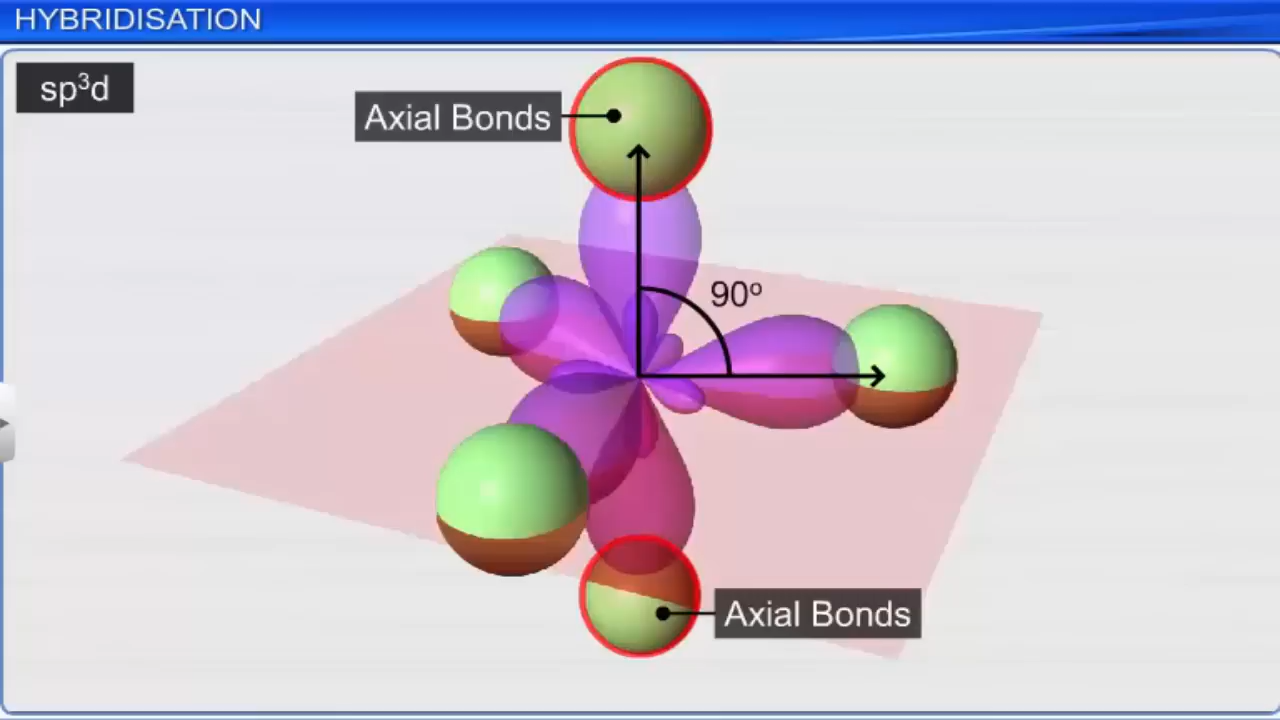 HYBRIDISATION
sp³d
Axial Bonds
90º
Axial Bonds